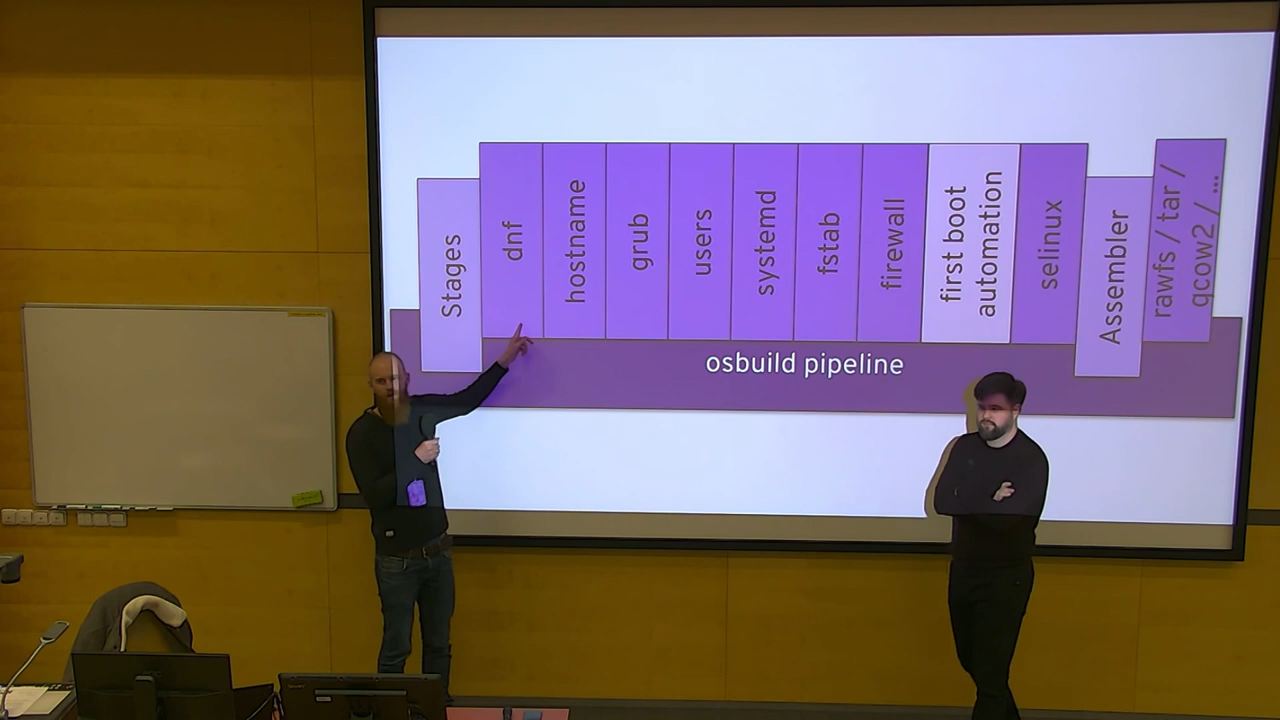 Stages
dnf
hostname
grub
users
systemd
fstab
firewall
first boot
automation
selinux
Assembler
rawfs / tar /
qcow2 / ...
osbuild pipeline